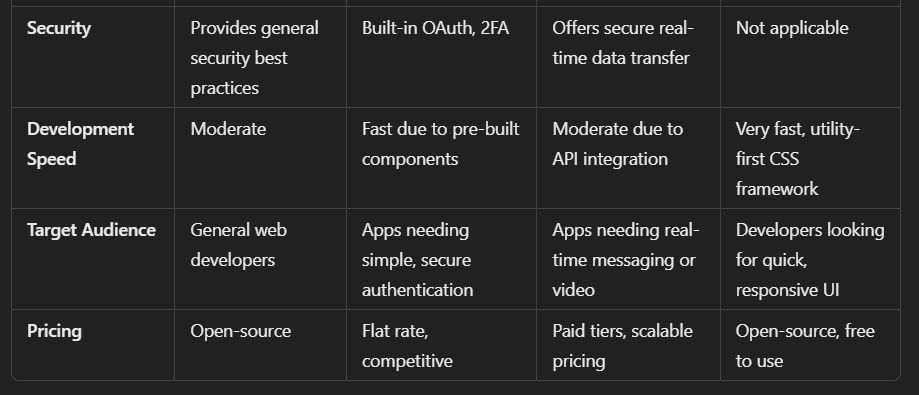 Security
Provides general
security best
practices
Built-in OAuth, 2FA
Offers secure real-
time data transfer
Not applicable
Development
Speed
Moderate
Fast due to pre-built
components
Moderate due to
API integration
Very fast, utility-
first CSS
framework
Target Audience
General web
developers
Apps needing
simple, secure
authentication
Apps needing real-
time messaging or
video
Developers looking
for quick,
responsive UI
Pricing
Open-source
Flat rate,
competitive
Paid tiers, scalable
pricing
Open-source, free
to use